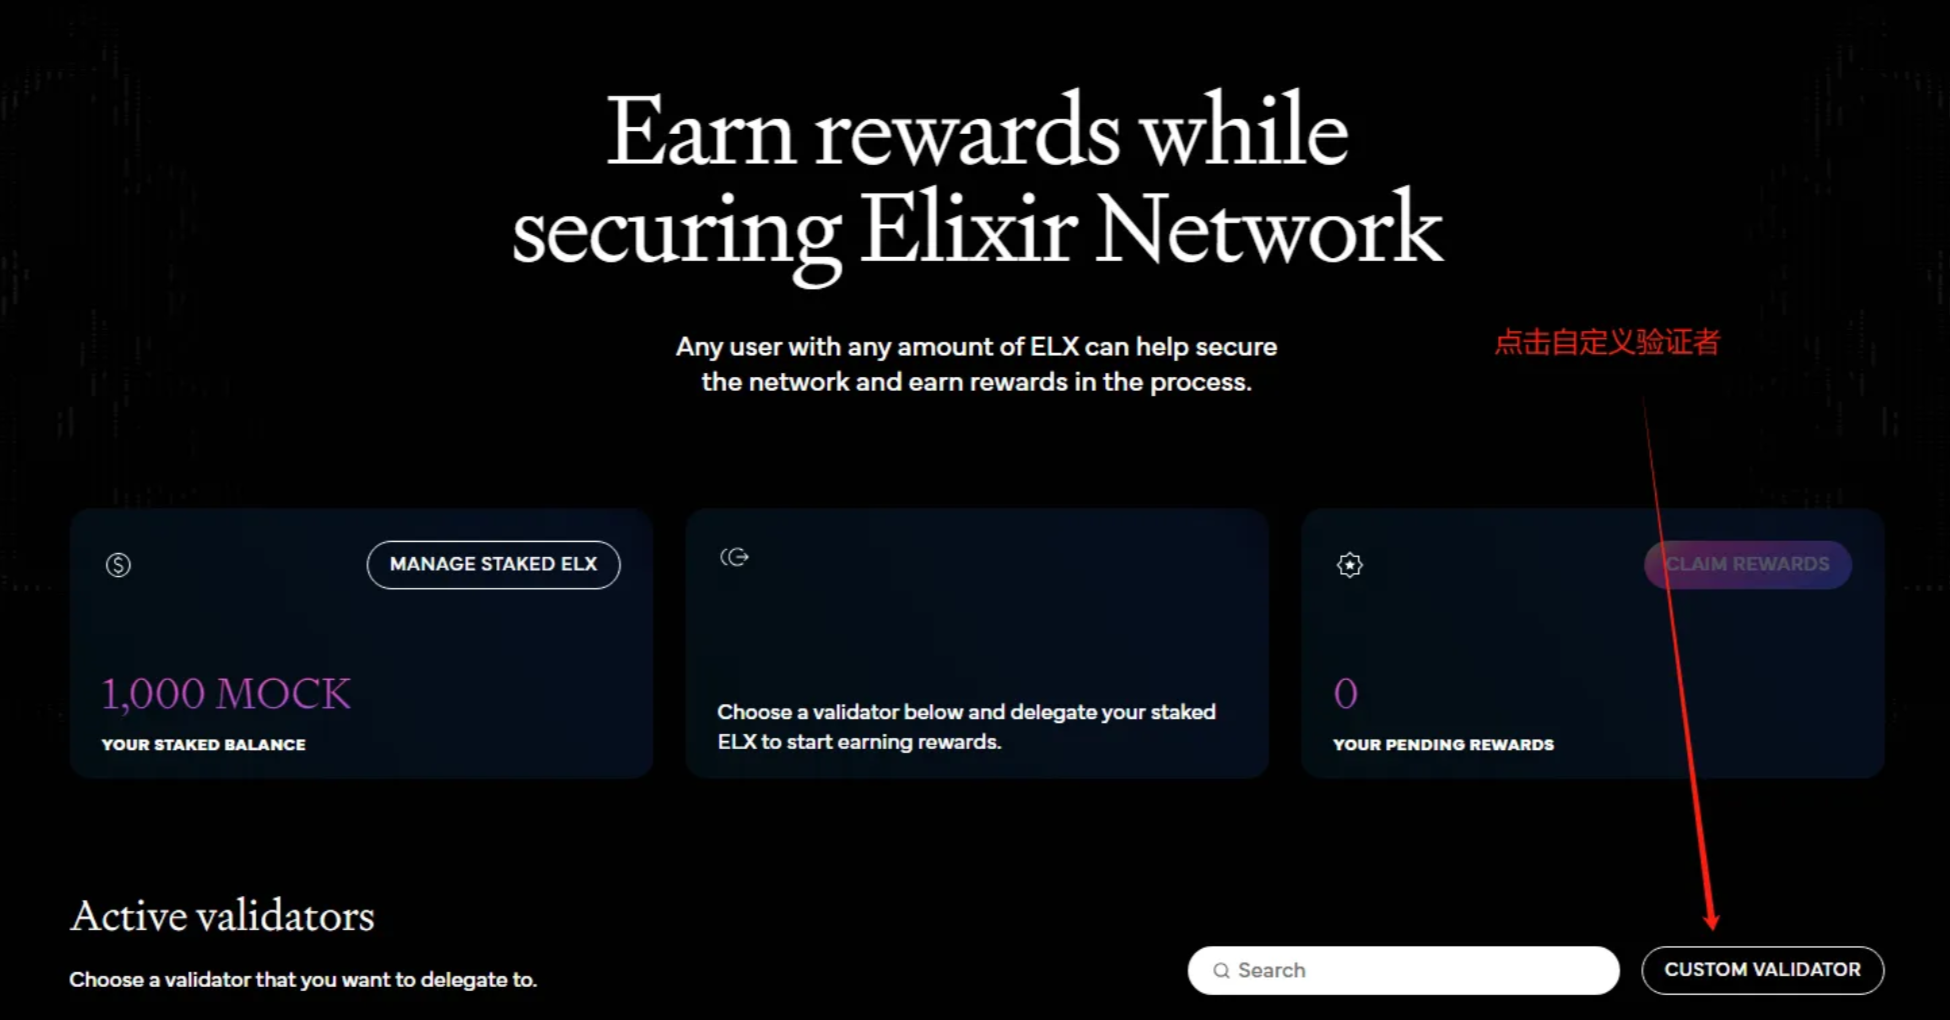 Earn rewards while
securing Elixir Network
Any user with any amount of ELX can help secure
the network and earn rewards in the process.
点击自定义验证者
MANAGE STAKED ELX
1,000 MOCK
YOUR STAKED BALANCE
Choose a validator below and delegate your staked
ELX to start earning rewards.
CLAIM REWARDS
0
YOUR PENDING REWARDS
Active validators
Choose a validator that you want to delegate to.
Search
CUSTOM VALIDATOR